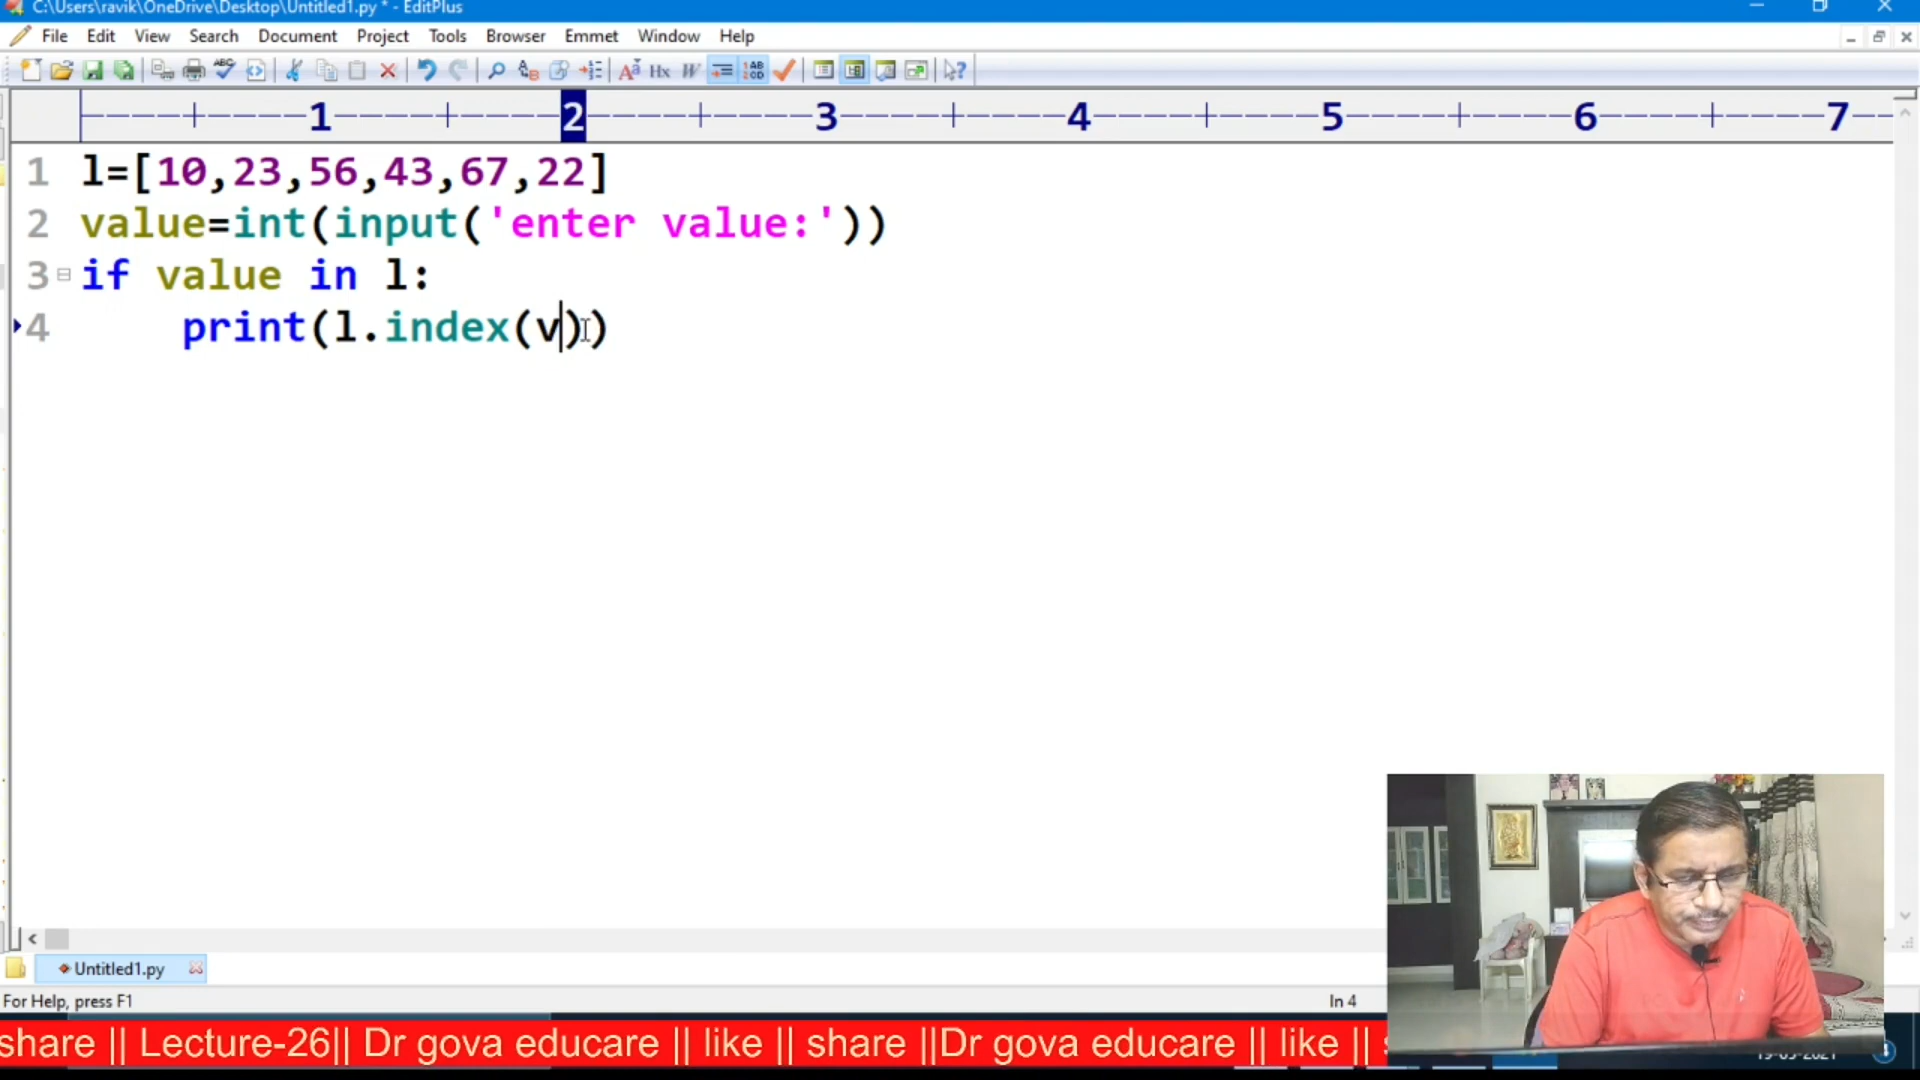 C:\Users\ravik\OneDrive\Desktop\Untitled1.py * - EditPlus
File Edit View Search Document Project Tools Browser Emmet Window Help
1 2 3 4 5 6 7
1 l=[10,23,56,43,67,22]
2 value=int(input('enter value:'))
3 if value in l:
4 print(l.index(v))
Untitled1.py
For Help, press F1
ln 4
share || Lecture-26|| Dr gova educare || like || share ||Dr gova educare || like ||